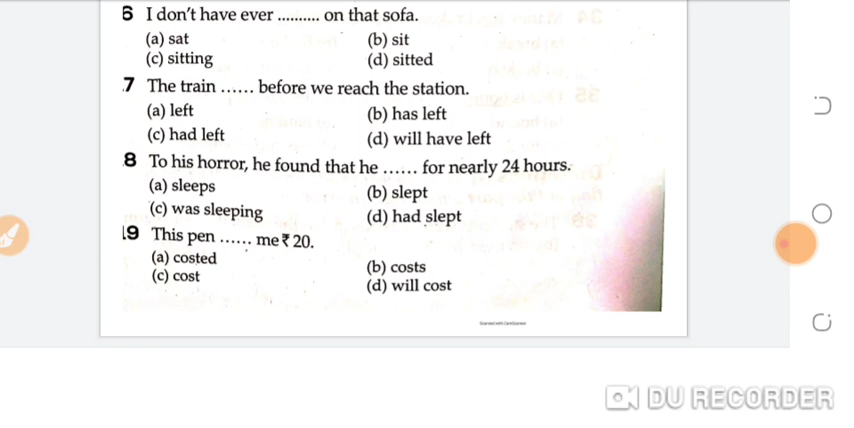 6 I don't have ever .......... on that sofa.
(a) sat (b) sit
(c) sitting (d) sitted
7 The train ...... before we reach the station.
(a) left (b) has left
(c) had left (d) will have left
8 To his horror, he found that he ...... for nearly 24 hours.
(a) sleeps (b) slept
(c) was sleeping (d) had slept
19 This pen ...... me ₹ 20.
(a) costed (b) costs
(c) cost (d) will cost
Scanned with CamScanner
DU RECORDER